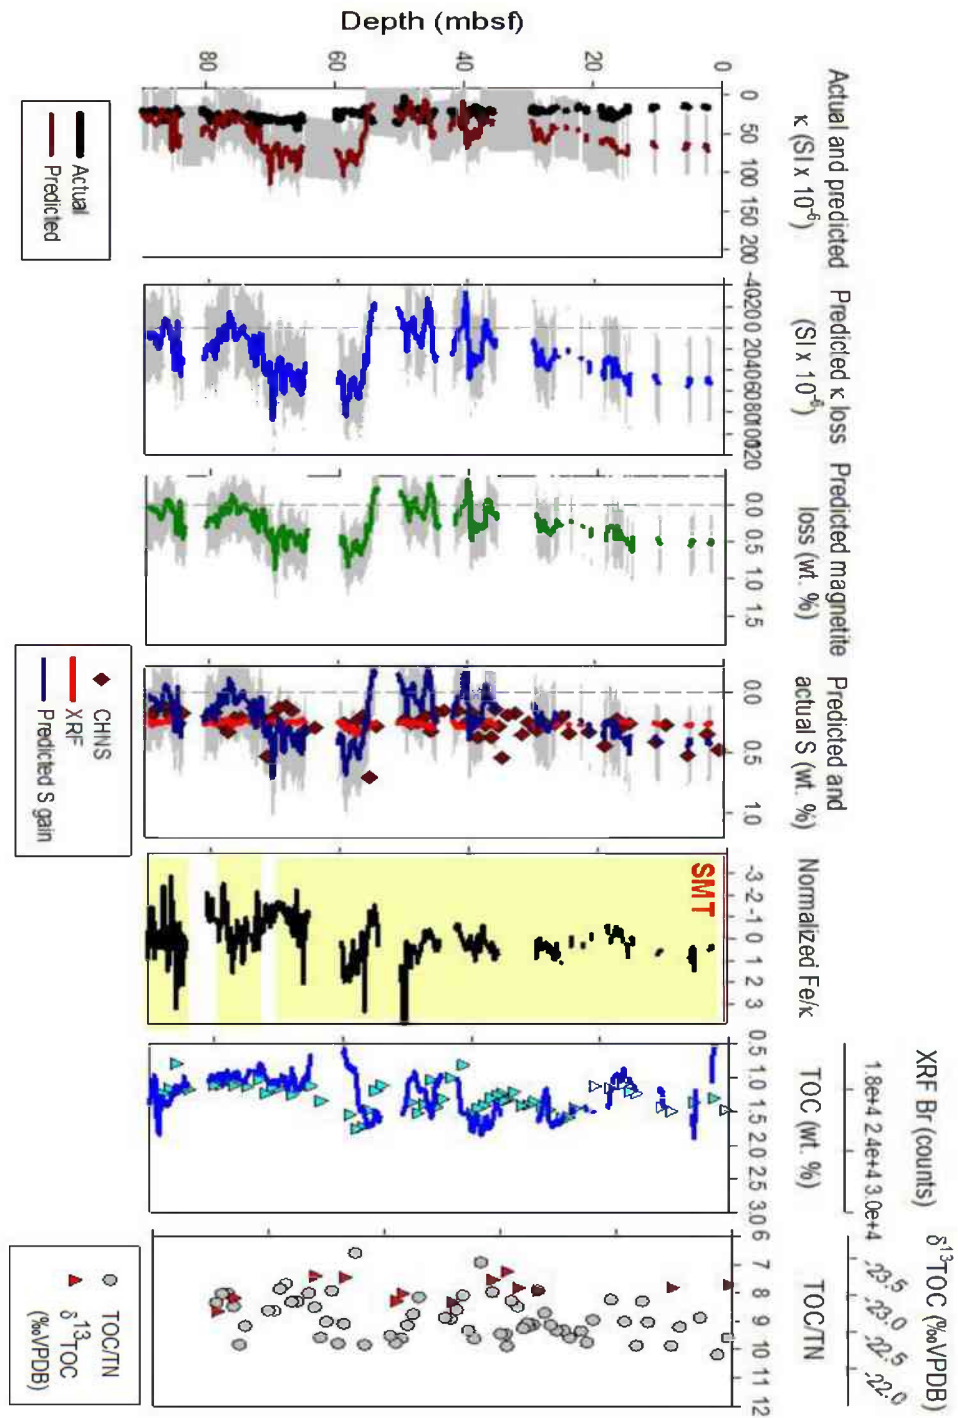 Depth (mbsf)
80
60
40
20
0
Actual and predicted
κ (SI x 10⁻⁶)
0
50
100
150
200
Actual
Predicted
Predicted κ loss
(SI x 10⁻⁶)
-40200 20406080100120
Predicted magnetite
loss (wt. %)
0.0
0.5
1.0
1.5
Predicted and
actual S (wt. %)
0.0
0.5
1.0
CHNS
XRF
Predicted S gain
Normalized Fe/κ
-3 -2 -1 0 1 2 3
SMT
XRF Br (counts)
1.8e+4 2.4e+4 3.0e+4
TOC (wt. %)
0.5 1.0 1.5 2.0 2.5 3.0
δ¹³TOC (‰VPDB)
-23.5
-23.0
-22.5
-22.0
TOC/TN
6 7 8 9 10 11 12
TOC/TN
δ¹³TOC
(‰VPDB)